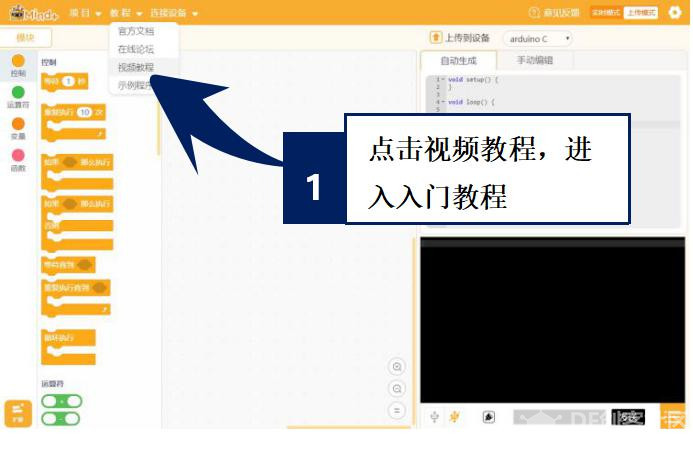 Mind+ 项目 教程 连接设备 意见反馈 实时模式 上传模式
模块
官方文档
在线论坛
视频教程
示例程序
上传到设备 arduino C
自动生成 手动编辑
控制
运算符
变量
函数
控制
等待 1 秒
重复执行 10 次
如果 那么执行
如果 那么执行
否则
等待直到
重复执行直到
循环执行
运算符
+
-
1 void setup() {
2 }
3
4 void loop() {
5
1
点击视频教程，进
入入门教程
扩展